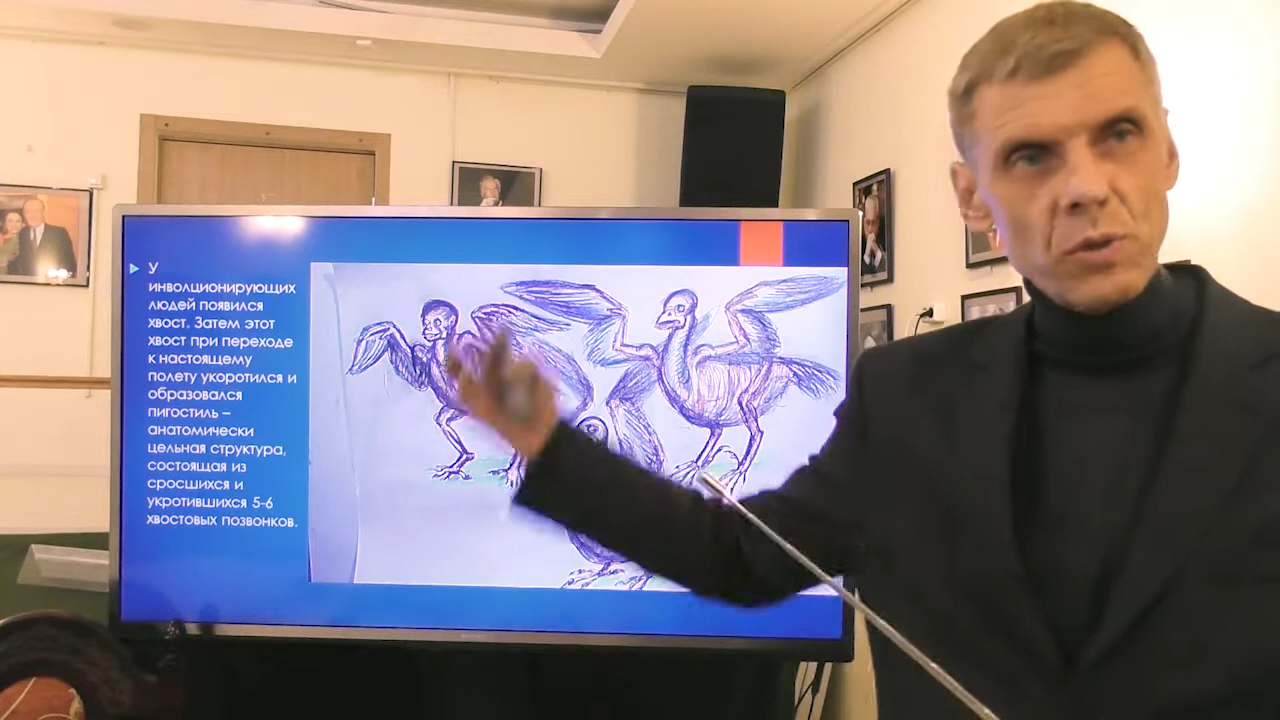 У
инволюционирующих
людей появился
хвост. Затем этот
хвост при переходе
к настоящему
полету укоротился и
образовался
пигостиль –
анатомически
цельная структура,
состоящая из
сросшихся и
укротившихся 5-6
хвостовых позвонков.